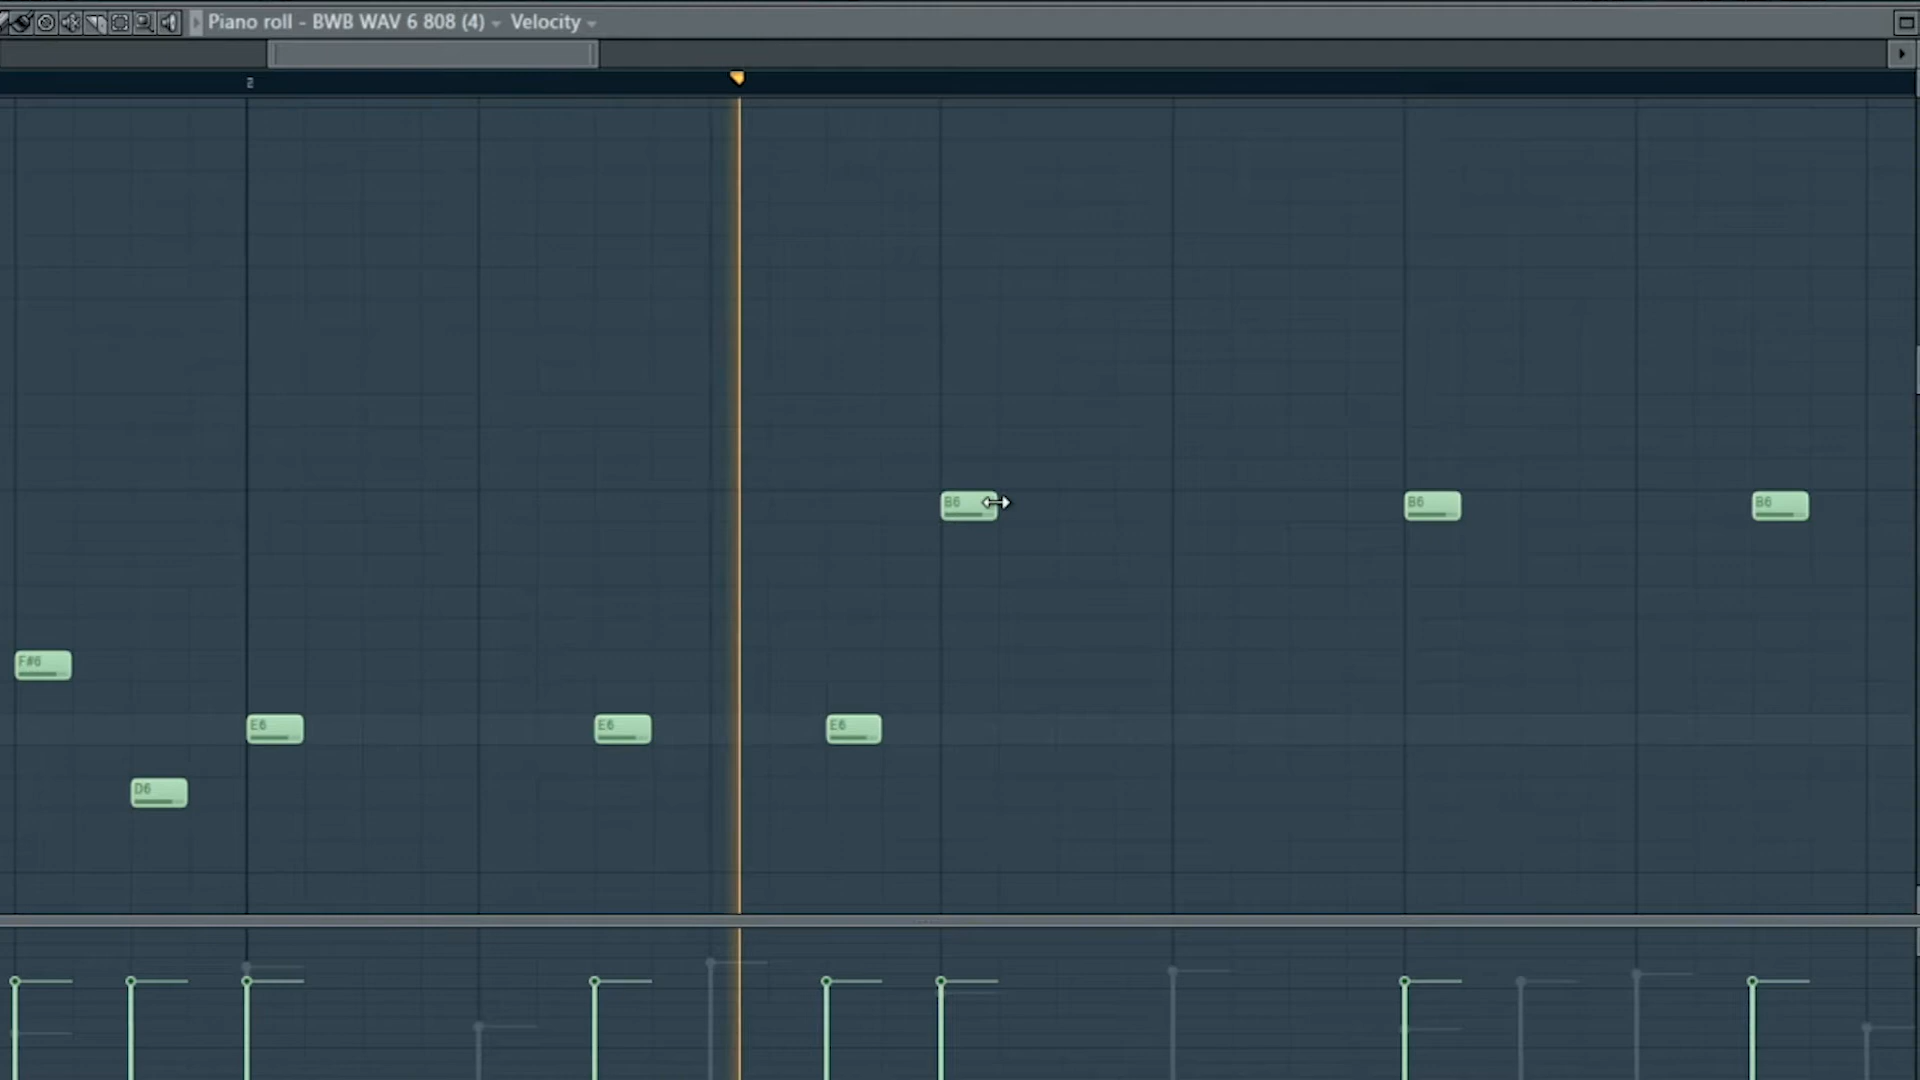 Piano roll - BWB WAV 6 808 (4) Velocity
2
B6 B6 B6
F#6
E6 E6 E6
D6